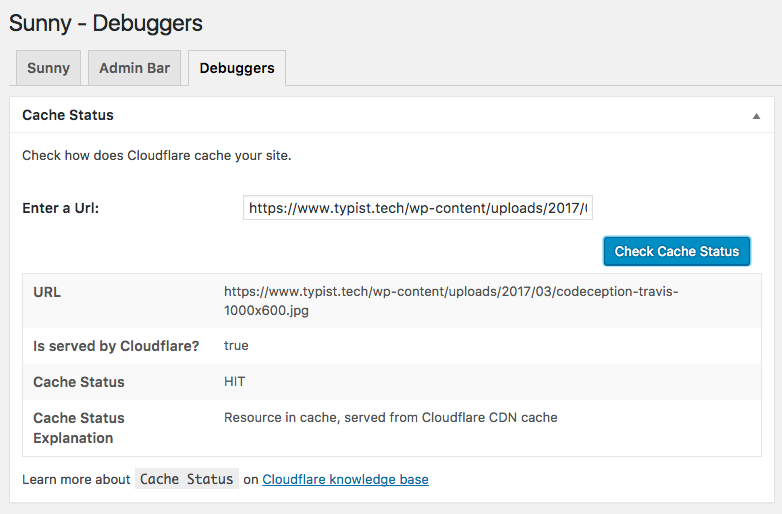 Sunny - Debuggers
Sunny Admin Bar Debuggers
Cache Status
Check how does Cloudflare cache your site.
Enter a Url: https://www.typist.tech/wp-content/uploads/2017/
Check Cache Status
URL https://www.typist.tech/wp-content/uploads/2017/03/codeception-travis-
1000x600.jpg
Is served by Cloudflare? true
Cache Status HIT
Cache Status Resource in cache, served from Cloudflare CDN cache
Explanation
Learn more about Cache Status on Cloudflare knowledge base